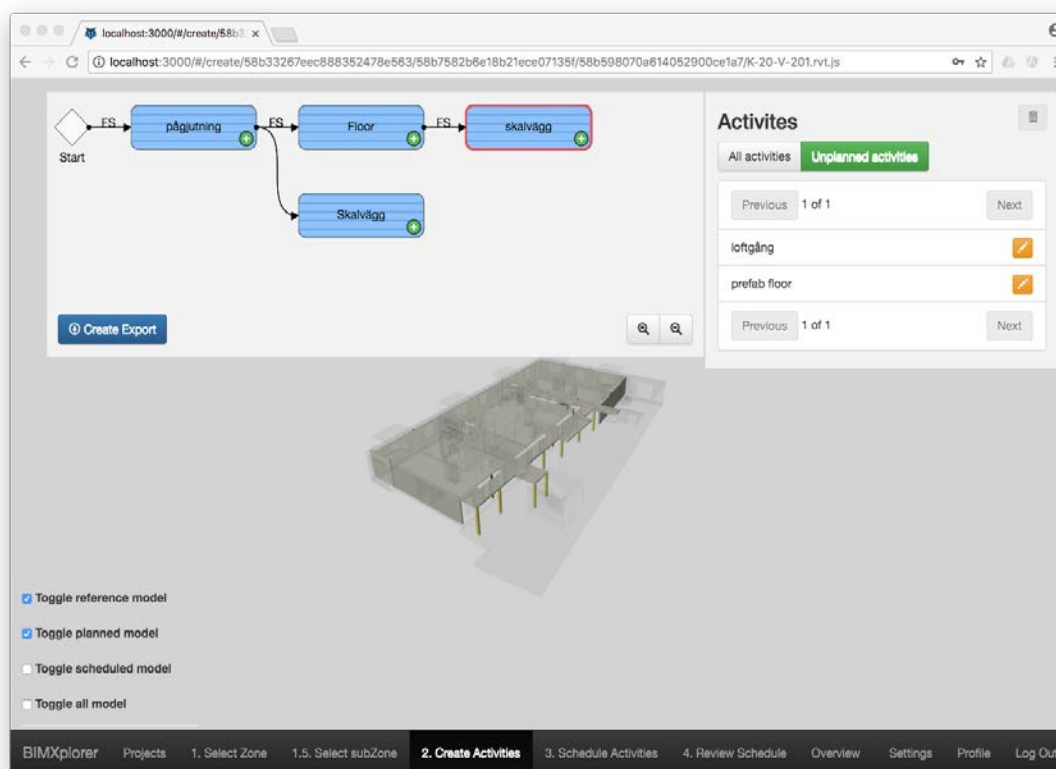 localhost:3000/#/create/58b3
localhost:3000/#/create/58b33267eec888352478e563/58b7582b6e18b21ece07135f/58b598070a614052900ce1a7/K-20-V-201.rvt.js
FS pågjutning FS Floor FS skalvägg
Start
Skalvägg
Create Export
Activites
All activities Unplanned activities
Previous 1 of 1 Next
loftgång
prefab floor
Previous 1 of 1 Next
Toggle reference model
Toggle planned model
Toggle scheduled model
Toggle all model
BIMXplorer Projects 1. Select Zone 1.5. Select subZone 2. Create Activities 3. Schedule Activities 4. Review Schedule Overview Settings Profile Log Out